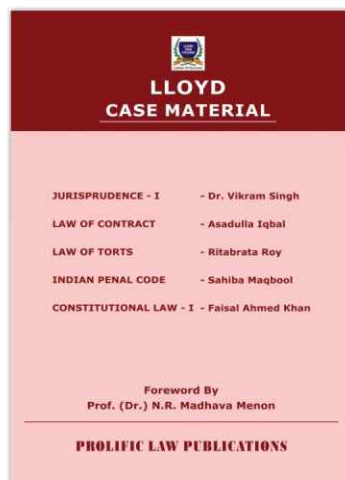 LLOYD
CASE MATERIAL
JURISPRUDENCE - I - Dr. Vikram Singh
LAW OF CONTRACT - Asadulla Iqbal
LAW OF TORTS - Ritabrata Roy
INDIAN PENAL CODE - Sahiba Maqbool
CONSTITUTIONAL LAW - I - Faisal Ahmed Khan
Foreword By
Prof. (Dr.) N.R. Madhava Menon
PROLIFIC LAW PUBLICATIONS